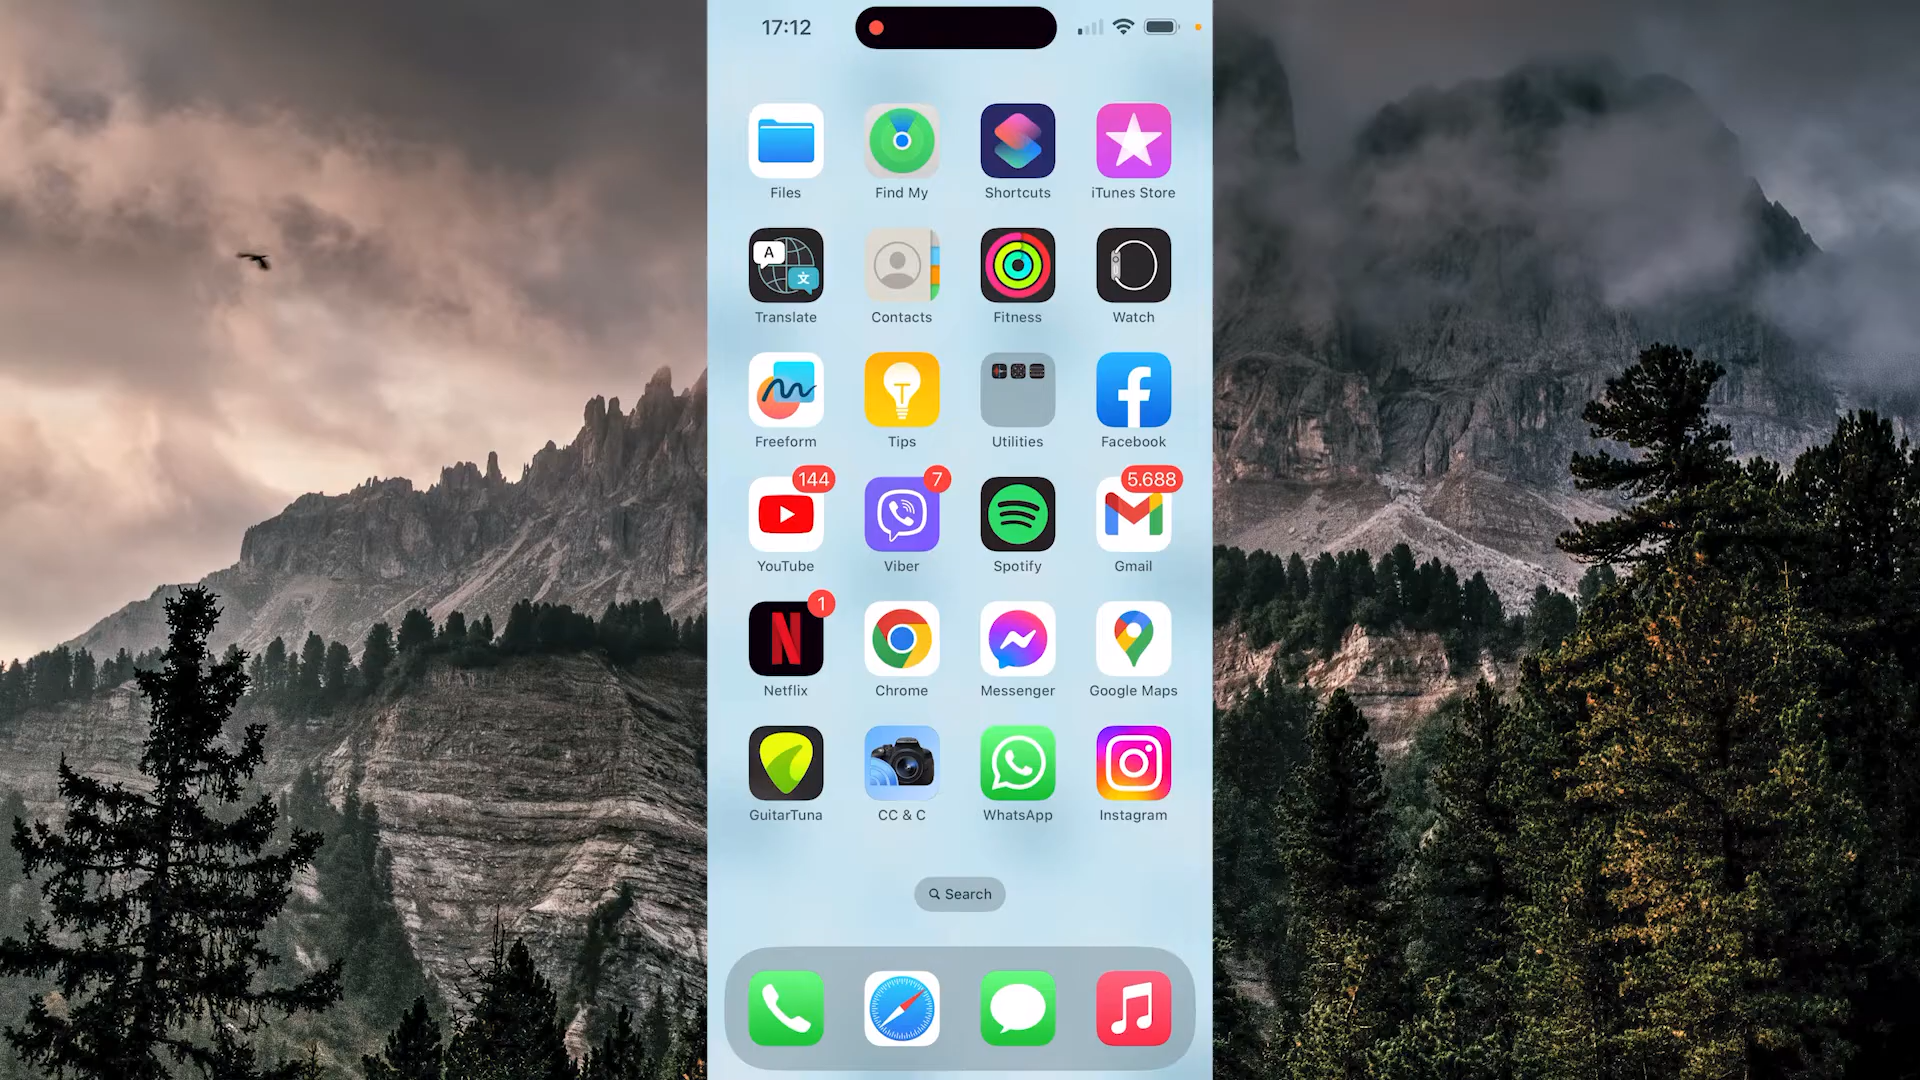 17:12
Files Find My Shortcuts iTunes Store
A 文
Translate Contacts Fitness Watch
Freeform Tips Utilities Facebook
144 7 5.688
YouTube Viber Spotify Gmail
1
N
Netflix Chrome Messenger Google Maps
GuitarTuna CC & C WhatsApp Instagram
Search